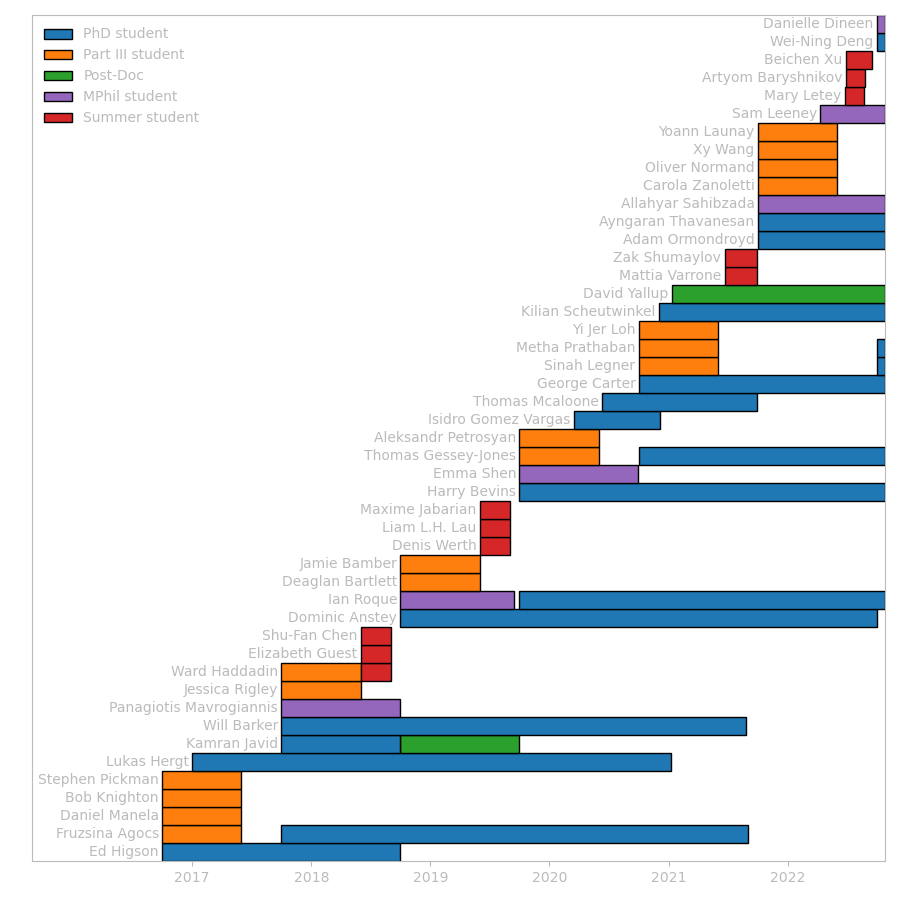 PhD student
Part III student
Post-Doc
MPhil student
Summer student
Danielle Dineen
Wei-Ning Deng
Beichen Xu
Artyom Baryshnikov
Mary Letey
Sam Leeney
Yoann Launay
Xy Wang
Oliver Normand
Carola Zanoletti
Allahyar Sahibzada
Ayngaran Thavanesan
Adam Ormondroyd
Zak Shumaylov
Mattia Varrone
David Yallup
Kilian Scheutwinkel
Yi Jer Loh
Metha Prathaban
Sinah Legner
George Carter
Thomas Mcaloone
Isidro Gomez Vargas
Aleksandr Petrosyan
Thomas Gessey-Jones
Emma Shen
Harry Bevins
Maxime Jabarian
Liam L.H. Lau
Denis Werth
Jamie Bamber
Deaglan Bartlett
Ian Roque
Dominic Anstey
Shu-Fan Chen
Elizabeth Guest
Ward Haddadin
Jessica Rigley
Panagiotis Mavrogiannis
Will Barker
Kamran Javid
Lukas Hergt
Stephen Pickman
Bob Knighton
Daniel Manela
Fruzsina Agocs
Ed Higson
2017 2018 2019 2020 2021 2022